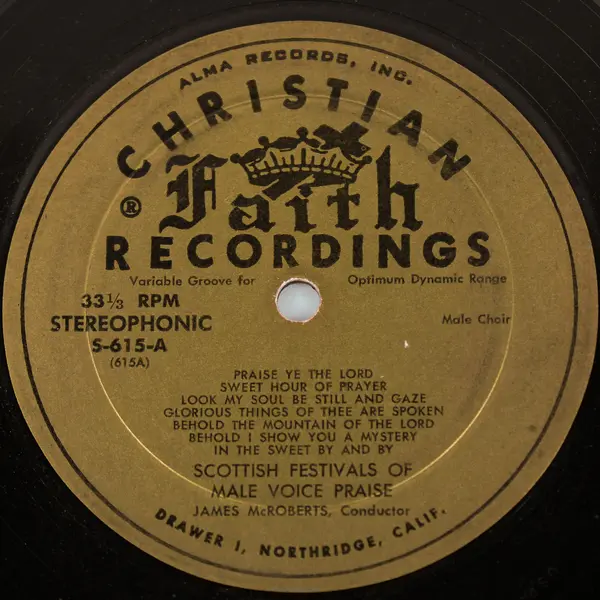 ALMA RECORDS, INC.
CHRISTIAN
® Faith
RECORDINGS
Variable Groove for Optimum Dynamic Range
33⅓ RPM
STEREOPHONIC
Male Choir
S-615-A
(615A)
PRAISE YE THE LORD
SWEET HOUR OF PRAYER
LOOK MY SOUL BE STILL AND GAZE
GLORIOUS THINGS OF THEE ARE SPOKEN
BEHOLD THE MOUNTAIN OF THE LORD
BEHOLD I SHOW YOU A MYSTERY
IN THE SWEET BY AND BY
SCOTTISH FESTIVALS OF
MALE VOICE PRAISE
JAMES McROBERTS, Conductor
DRAWER I, NORTHRIDGE, CALIF.